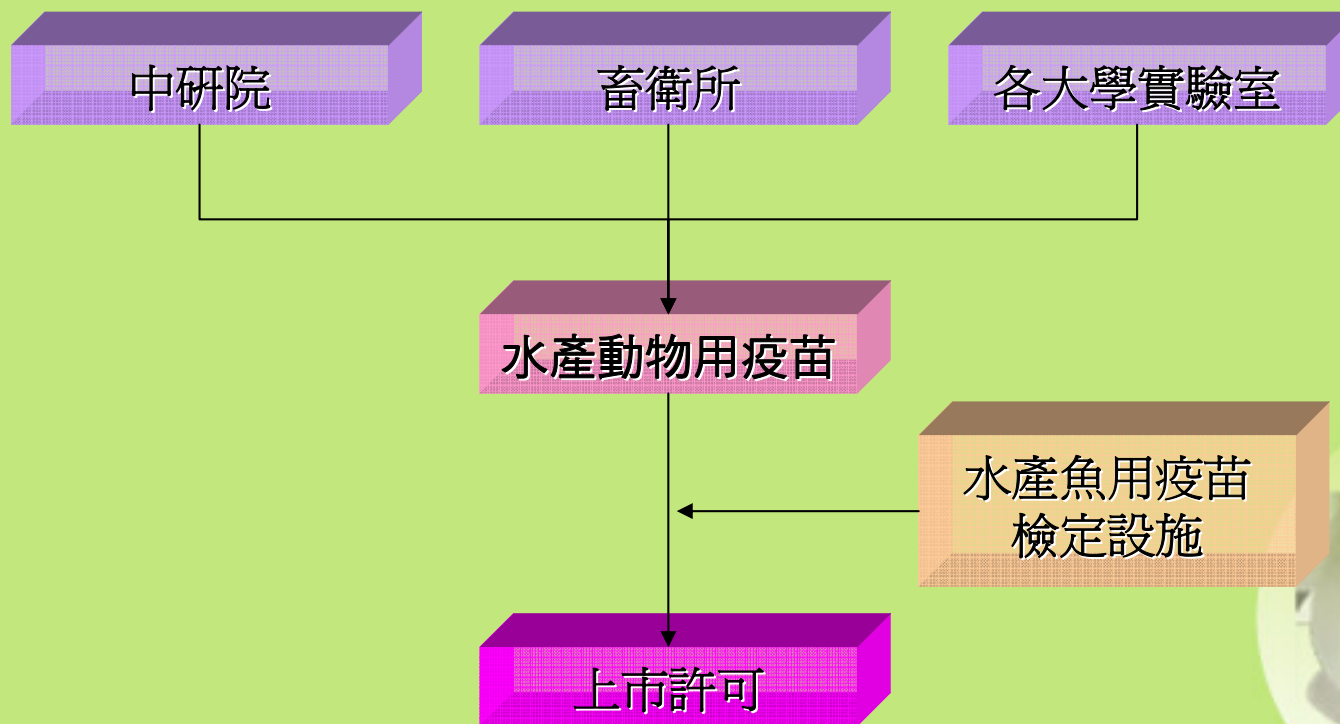 中研院
畜衛所
各大學實驗室
水產動物用疫苗
水產魚用疫苗
檢定設施
上市許可